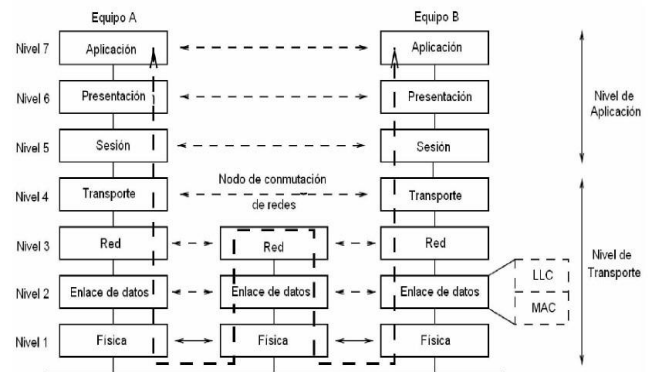 Equipo A
Equipo B
Nivel 7
Aplicación
Aplicación
Nivel 6
Presentación
Presentación
Nivel de
Aplicación
Nivel 5
Sesión
Sesión
Nivel 4
Transporte
Nodo de conmutación
de redes
Transporte
Nivel 3
Red
Red
Red
Nivel de
Transporte
Nivel 2
Enlace de datos
Enlace de datos
Enlace de datos
LLC
MAC
Nivel 1
Física
Física
Física